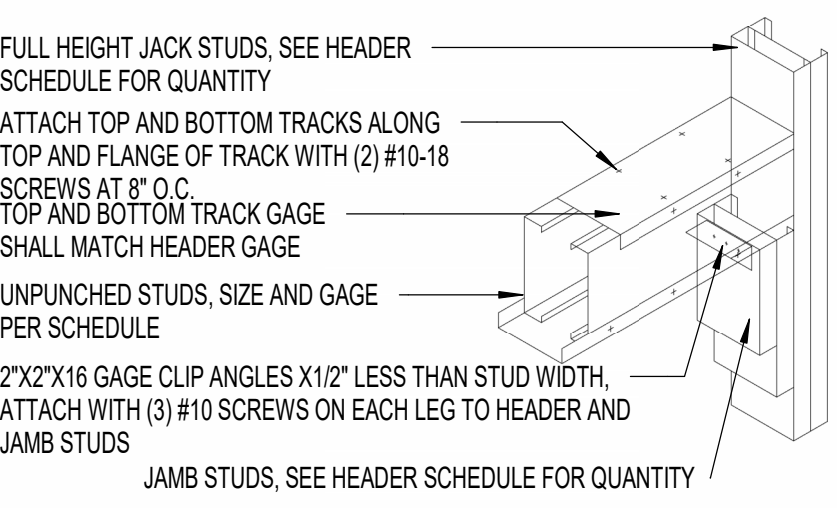 FULL HEIGHT JACK STUDS, SEE HEADER
SCHEDULE FOR QUANTITY
ATTACH TOP AND BOTTOM TRACKS ALONG
TOP AND FLANGE OF TRACK WITH (2) #10-18
SCREWS AT 8" O.C.
TOP AND BOTTOM TRACK GAGE
SHALL MATCH HEADER GAGE
UNPUNCHED STUDS, SIZE AND GAGE
PER SCHEDULE
2"X2"X16 GAGE CLIP ANGLES X1/2" LESS THAN STUD WIDTH,
ATTACH WITH (3) #10 SCREWS ON EACH LEG TO HEADER AND
JAMB STUDS
JAMB STUDS, SEE HEADER SCHEDULE FOR QUANTITY